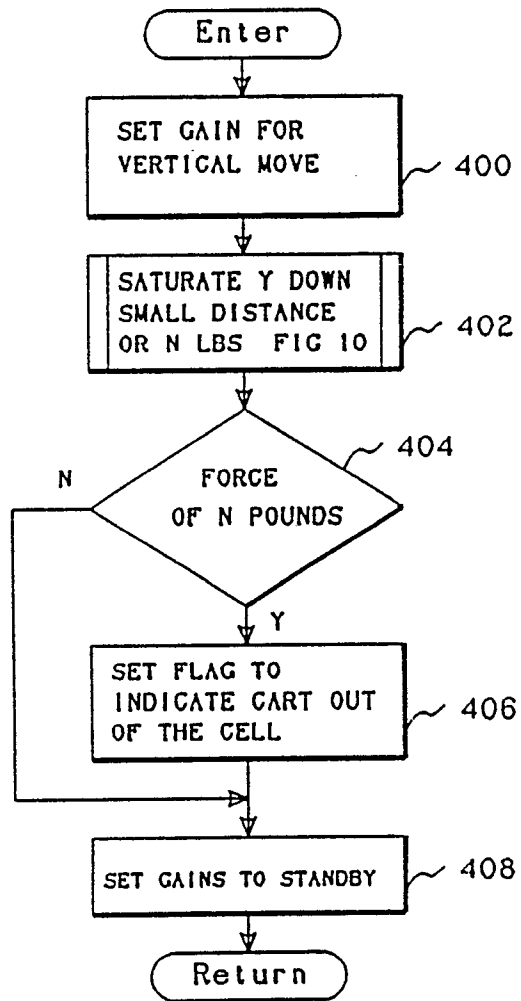 Enter
SET GAIN FOR
VERTICAL MOVE
400
SATURATE Y DOWN
SMALL DISTANCE
OR N LBS FIG 10
402
404
N
FORCE
OF N POUNDS
Y
SET FLAG TO
INDICATE CART OUT
OF THE CELL
406
SET GAINS TO STANDBY
408
Return